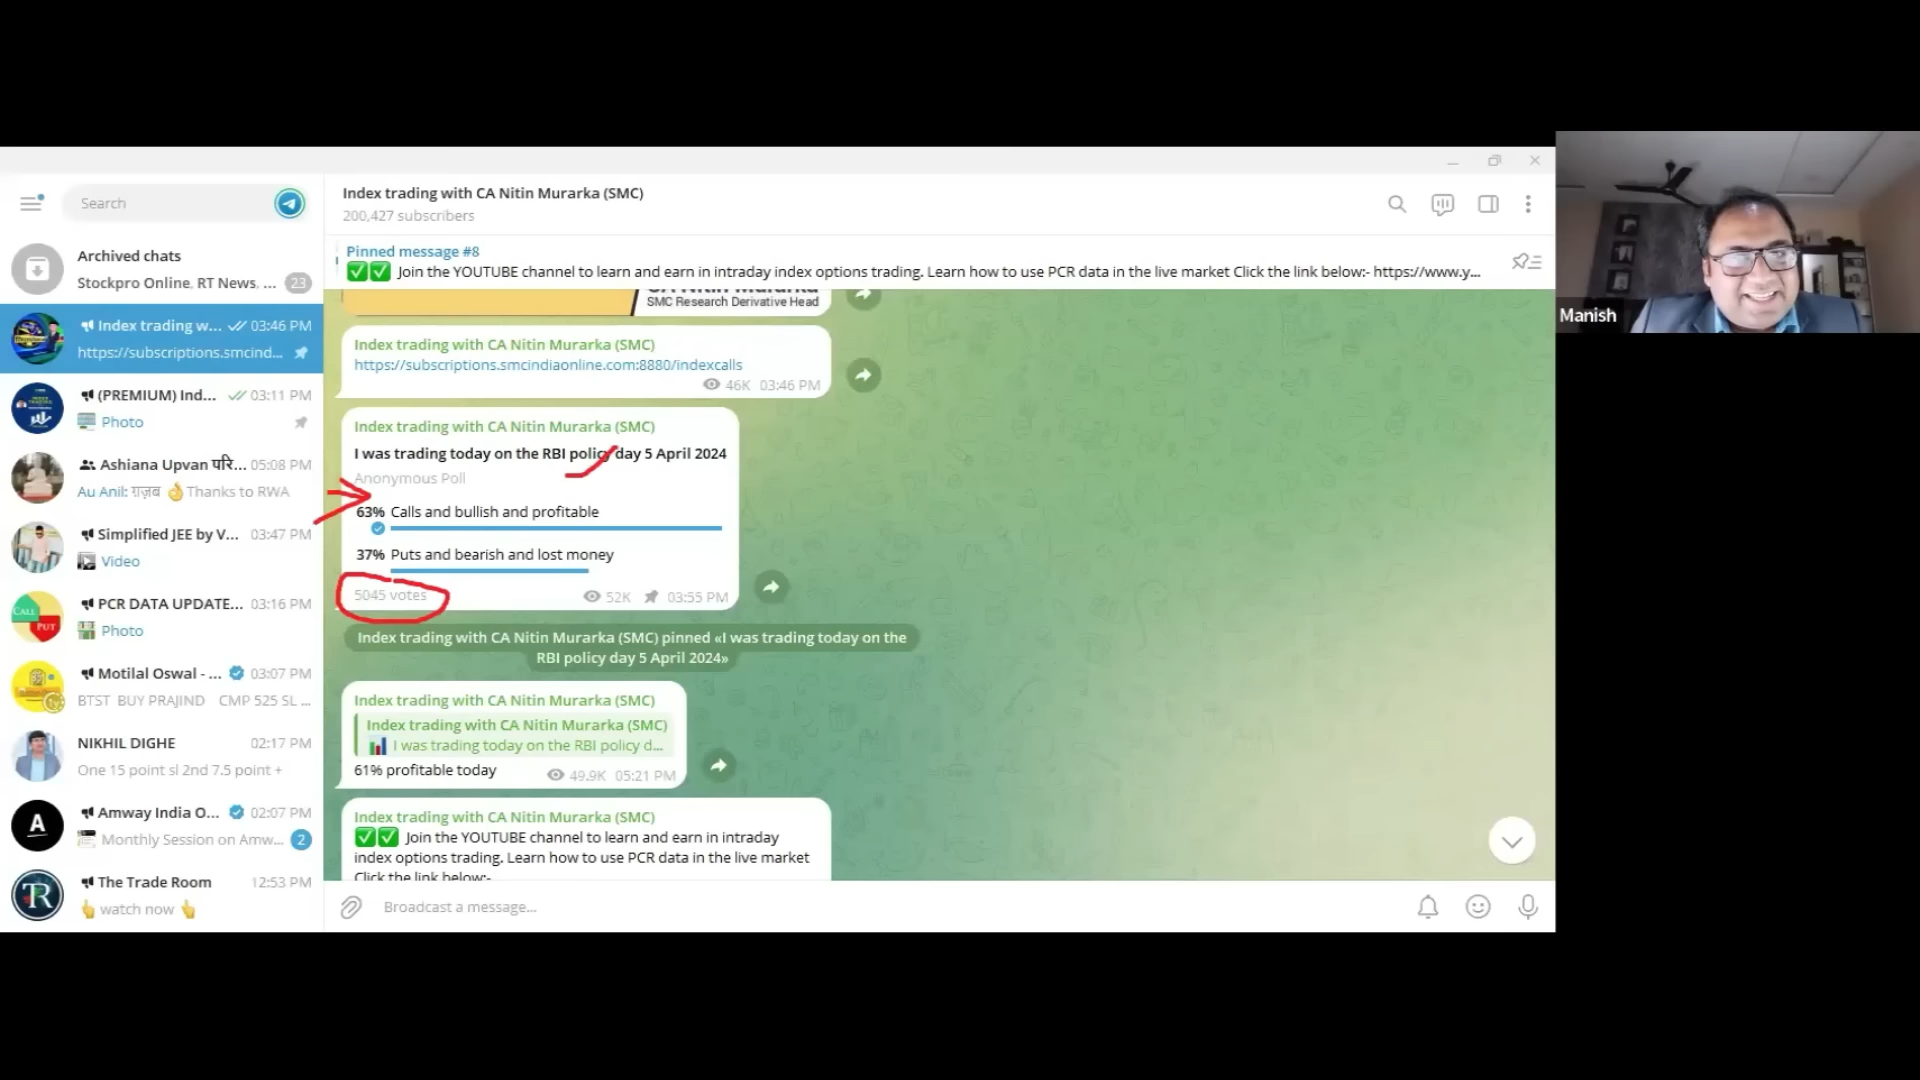 Search
Archived chats
Stockpro Online, RT News, ... 23
Index trading w... 03:46 PM
https://subscriptions.smcind...
(PREMIUM) Ind... 03:11 PM
Photo
Ashiana Upvan परि... 05:08 PM
Au Anil: ग़ज़ब 👌Thanks to RWA
Simplified JEE by V... 03:47 PM
Video
PCR DATA UPDATE... 03:16 PM
Photo
CALL
PUT
Motilal Oswal - ... 03:07 PM
BTST BUY PRAJIND CMP 525 SL ...
NIKHIL DIGHE 02:17 PM
One 15 point sl 2nd 7.5 point +
A
Amway India O... 02:07 PM
Monthly Session on Amw... 2
TR
The Trade Room 12:53 PM
👆 watch now 👆
Index trading with CA Nitin Murarka (SMC)
200,427 subscribers
Pinned message #8
✅✅ Join the YOUTUBE channel to learn and earn in intraday index options trading. Learn how to use PCR data in the live market Click the link below:- https://www.y...
CA Nitin Murarka
SMC Research Derivative Head
Index trading with CA Nitin Murarka (SMC)
https://subscriptions.smcindiaonline.com:8880/indexcalls
46K 03:46 PM
Index trading with CA Nitin Murarka (SMC)
I was trading today on the RBI policy day 5 April 2024
Anonymous Poll
63% Calls and bullish and profitable
37% Puts and bearish and lost money
5045 votes 52K 03:55 PM
Index trading with CA Nitin Murarka (SMC) pinned «I was trading today on the
RBI policy day 5 April 2024»
Index trading with CA Nitin Murarka (SMC)
Index trading with CA Nitin Murarka (SMC)
📊 I was trading today on the RBI policy d...
61% profitable today 49.9K 05:21 PM
Index trading with CA Nitin Murarka (SMC)
✅✅ Join the YOUTUBE channel to learn and earn in intraday
index options trading. Learn how to use PCR data in the live market
Click the link below:-
Broadcast a message...
Manish